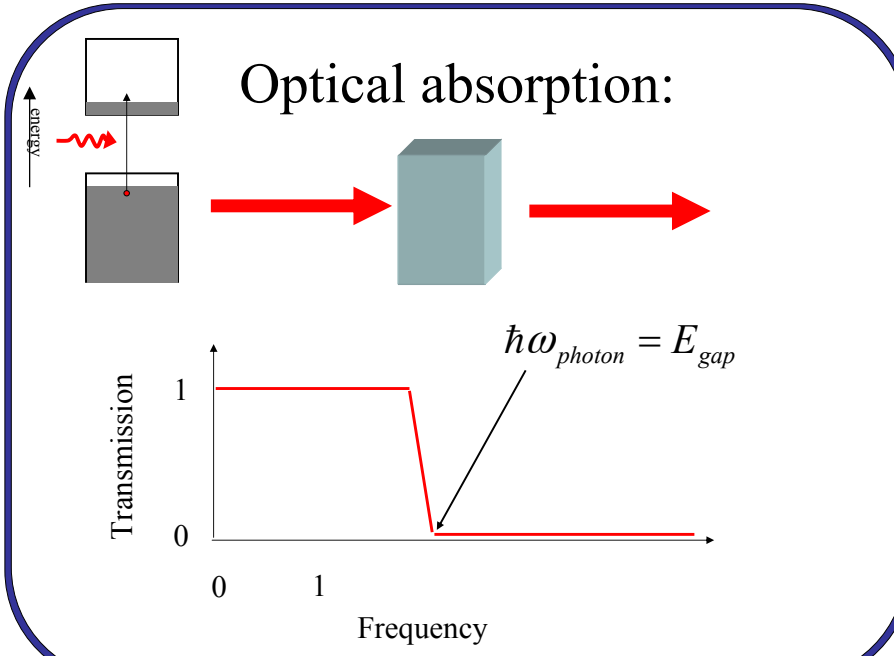 Optical absorption:
energy
ħω_photon = E_gap
Transmission
1
0
0 1
Frequency